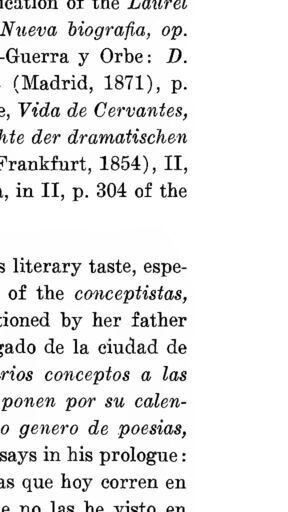 ication of the Laurel
Nueva biografia, op.
-Guerra y Orbe: D.
(Madrid, 1871), p.
e, Vida de Cervantes,
hte der dramatischen
Frankfurt, 1854), II,
, in II, p. 304 of the
s literary taste, espe-
of the conceptistas,
tioned by her father
gado de la ciudad de
rios conceptos a las
ponen por su calen-
o genero de poesias,
says in his prologue:
as que hoy corren en
e no las he visto en